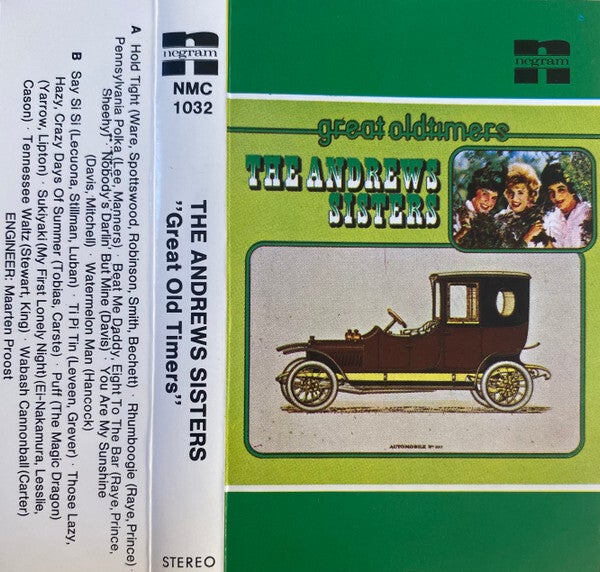 A Hold Tight (Ware, Spottswood, Robinson, Smith, Bechett) · Rhumboogie (Raye, Prince) ·
Pennsylvania Polka (Lee, Manners) · Beat Me Daddy, Eight To The Bar (Raye, Prince,
Sheehy) · Nobody's Darlin' But Mine (Davis) · You Are My Sunshine
(Davis, Mitchell) · Watermelon Man (Hancock)
B Say Si Si (Lecuona, Stillman, Luban) · Ti Pi Tin (Leveen, Grever) · Those Lazy,
Hazy, Crazy Days Of Summer (Tobias, Carste) · Puff (The Magic Dragon)
(Yarrow, Lipton) · Sukiyaki (My First Lonely Night) (Ei-Nakamura, Lesslie,
Cason) · Tennessee Waltz (Stewart, King) · Wabash Cannonball (Carter)
ENGINEER: Maarten Proost
negram
NMC
1032
THE ANDREWS SISTERS
"Great Old Timers"
STEREO
negram
great oldtimers
THE ANDREWS
SISTERS